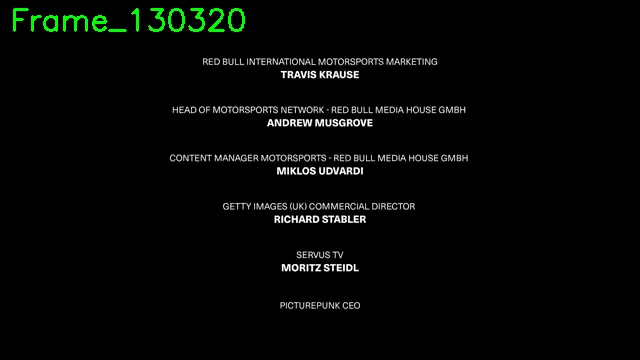 Frame_130320
RED BULL INTERNATIONAL MOTORSPORTS MARKETING
TRAVIS KRAUSE
HEAD OF MOTORSPORTS NETWORK - RED BULL MEDIA HOUSE GMBH
ANDREW MUSGROVE
CONTENT MANAGER MOTORSPORTS - RED BULL MEDIA HOUSE GMBH
MIKLOS UDVARDI
GETTY IMAGES (UK) COMMERCIAL DIRECTOR
RICHARD STABLER
SERVUS TV
MORITZ STEIDL
PICTUREPUNK CEO